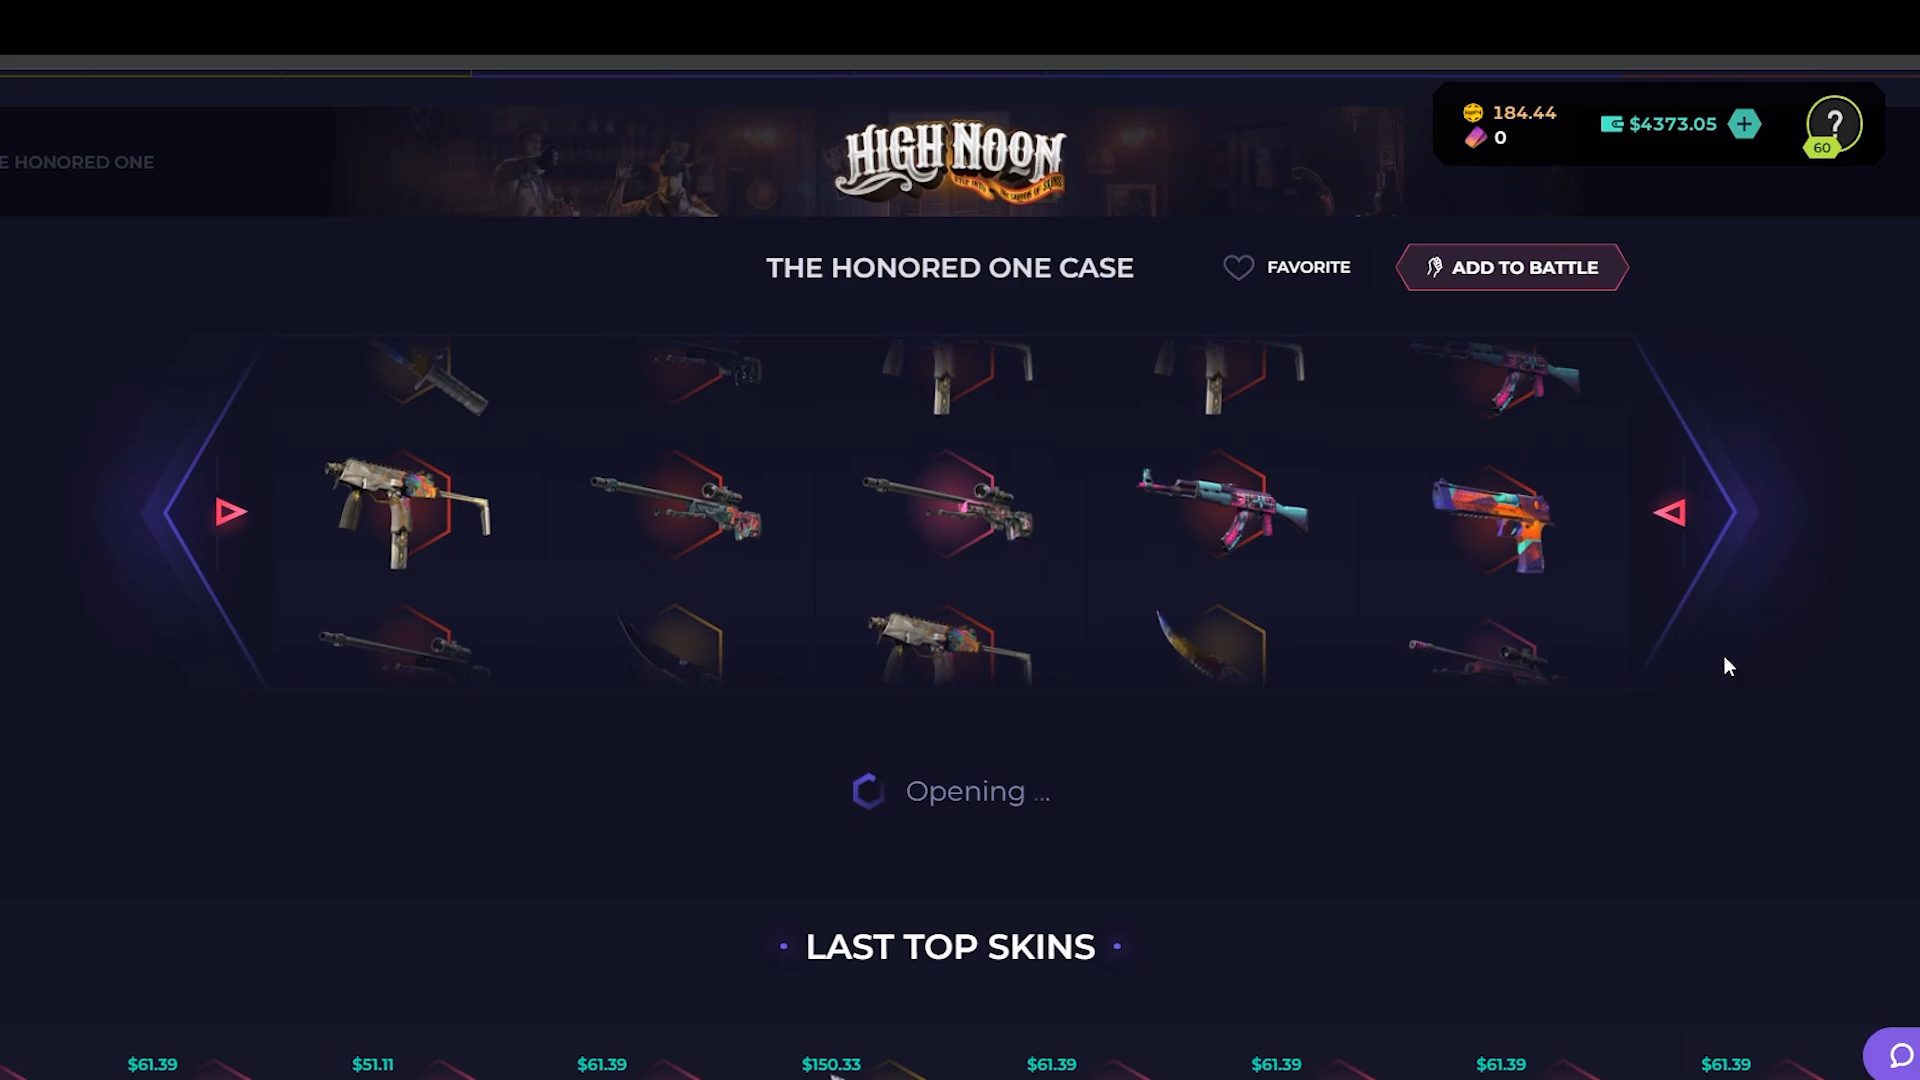 184.44
0
$4373.05
60
E HONORED ONE
HIGH NOON
THE HONORED ONE CASE
FAVORITE
ADD TO BATTLE
Opening ...
LAST TOP SKINS
$61.39
$51.11
$61.39
$150.33
$61.39
$61.39
$61.39
$61.39